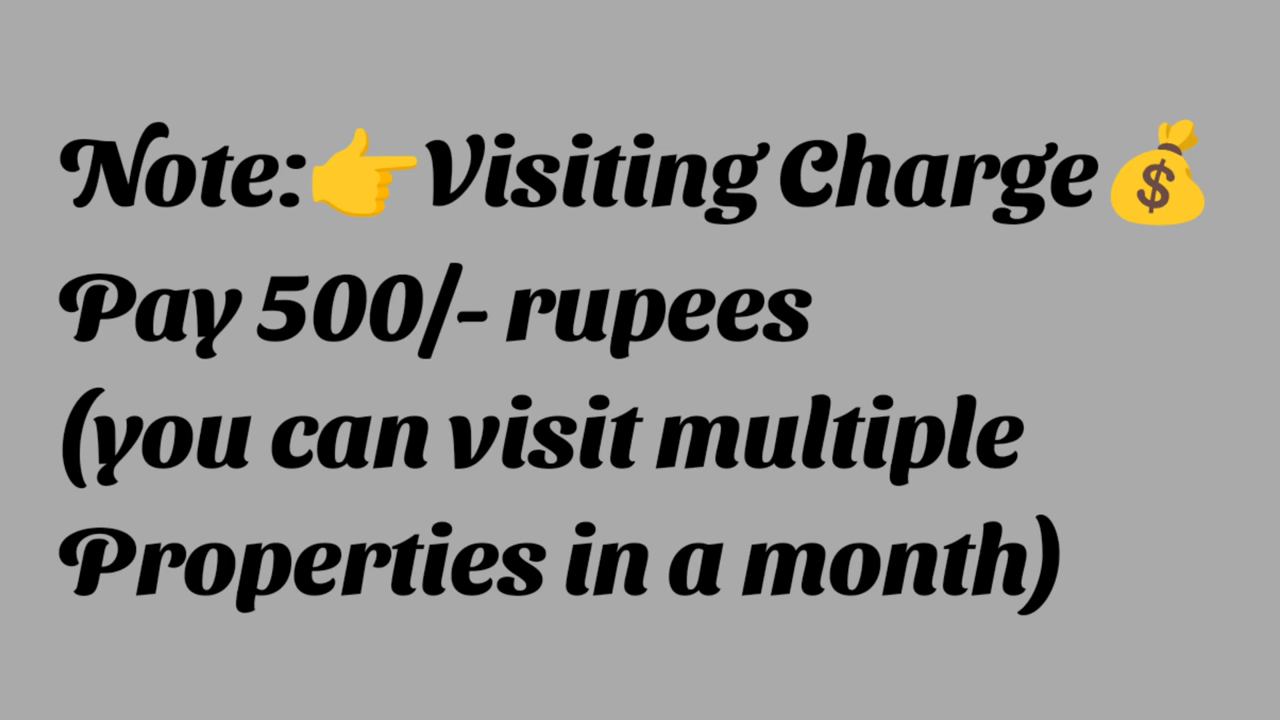 Note:👉Visiting Charge💰
Pay 500/- rupees
(you can visit multiple
Properties in a month)